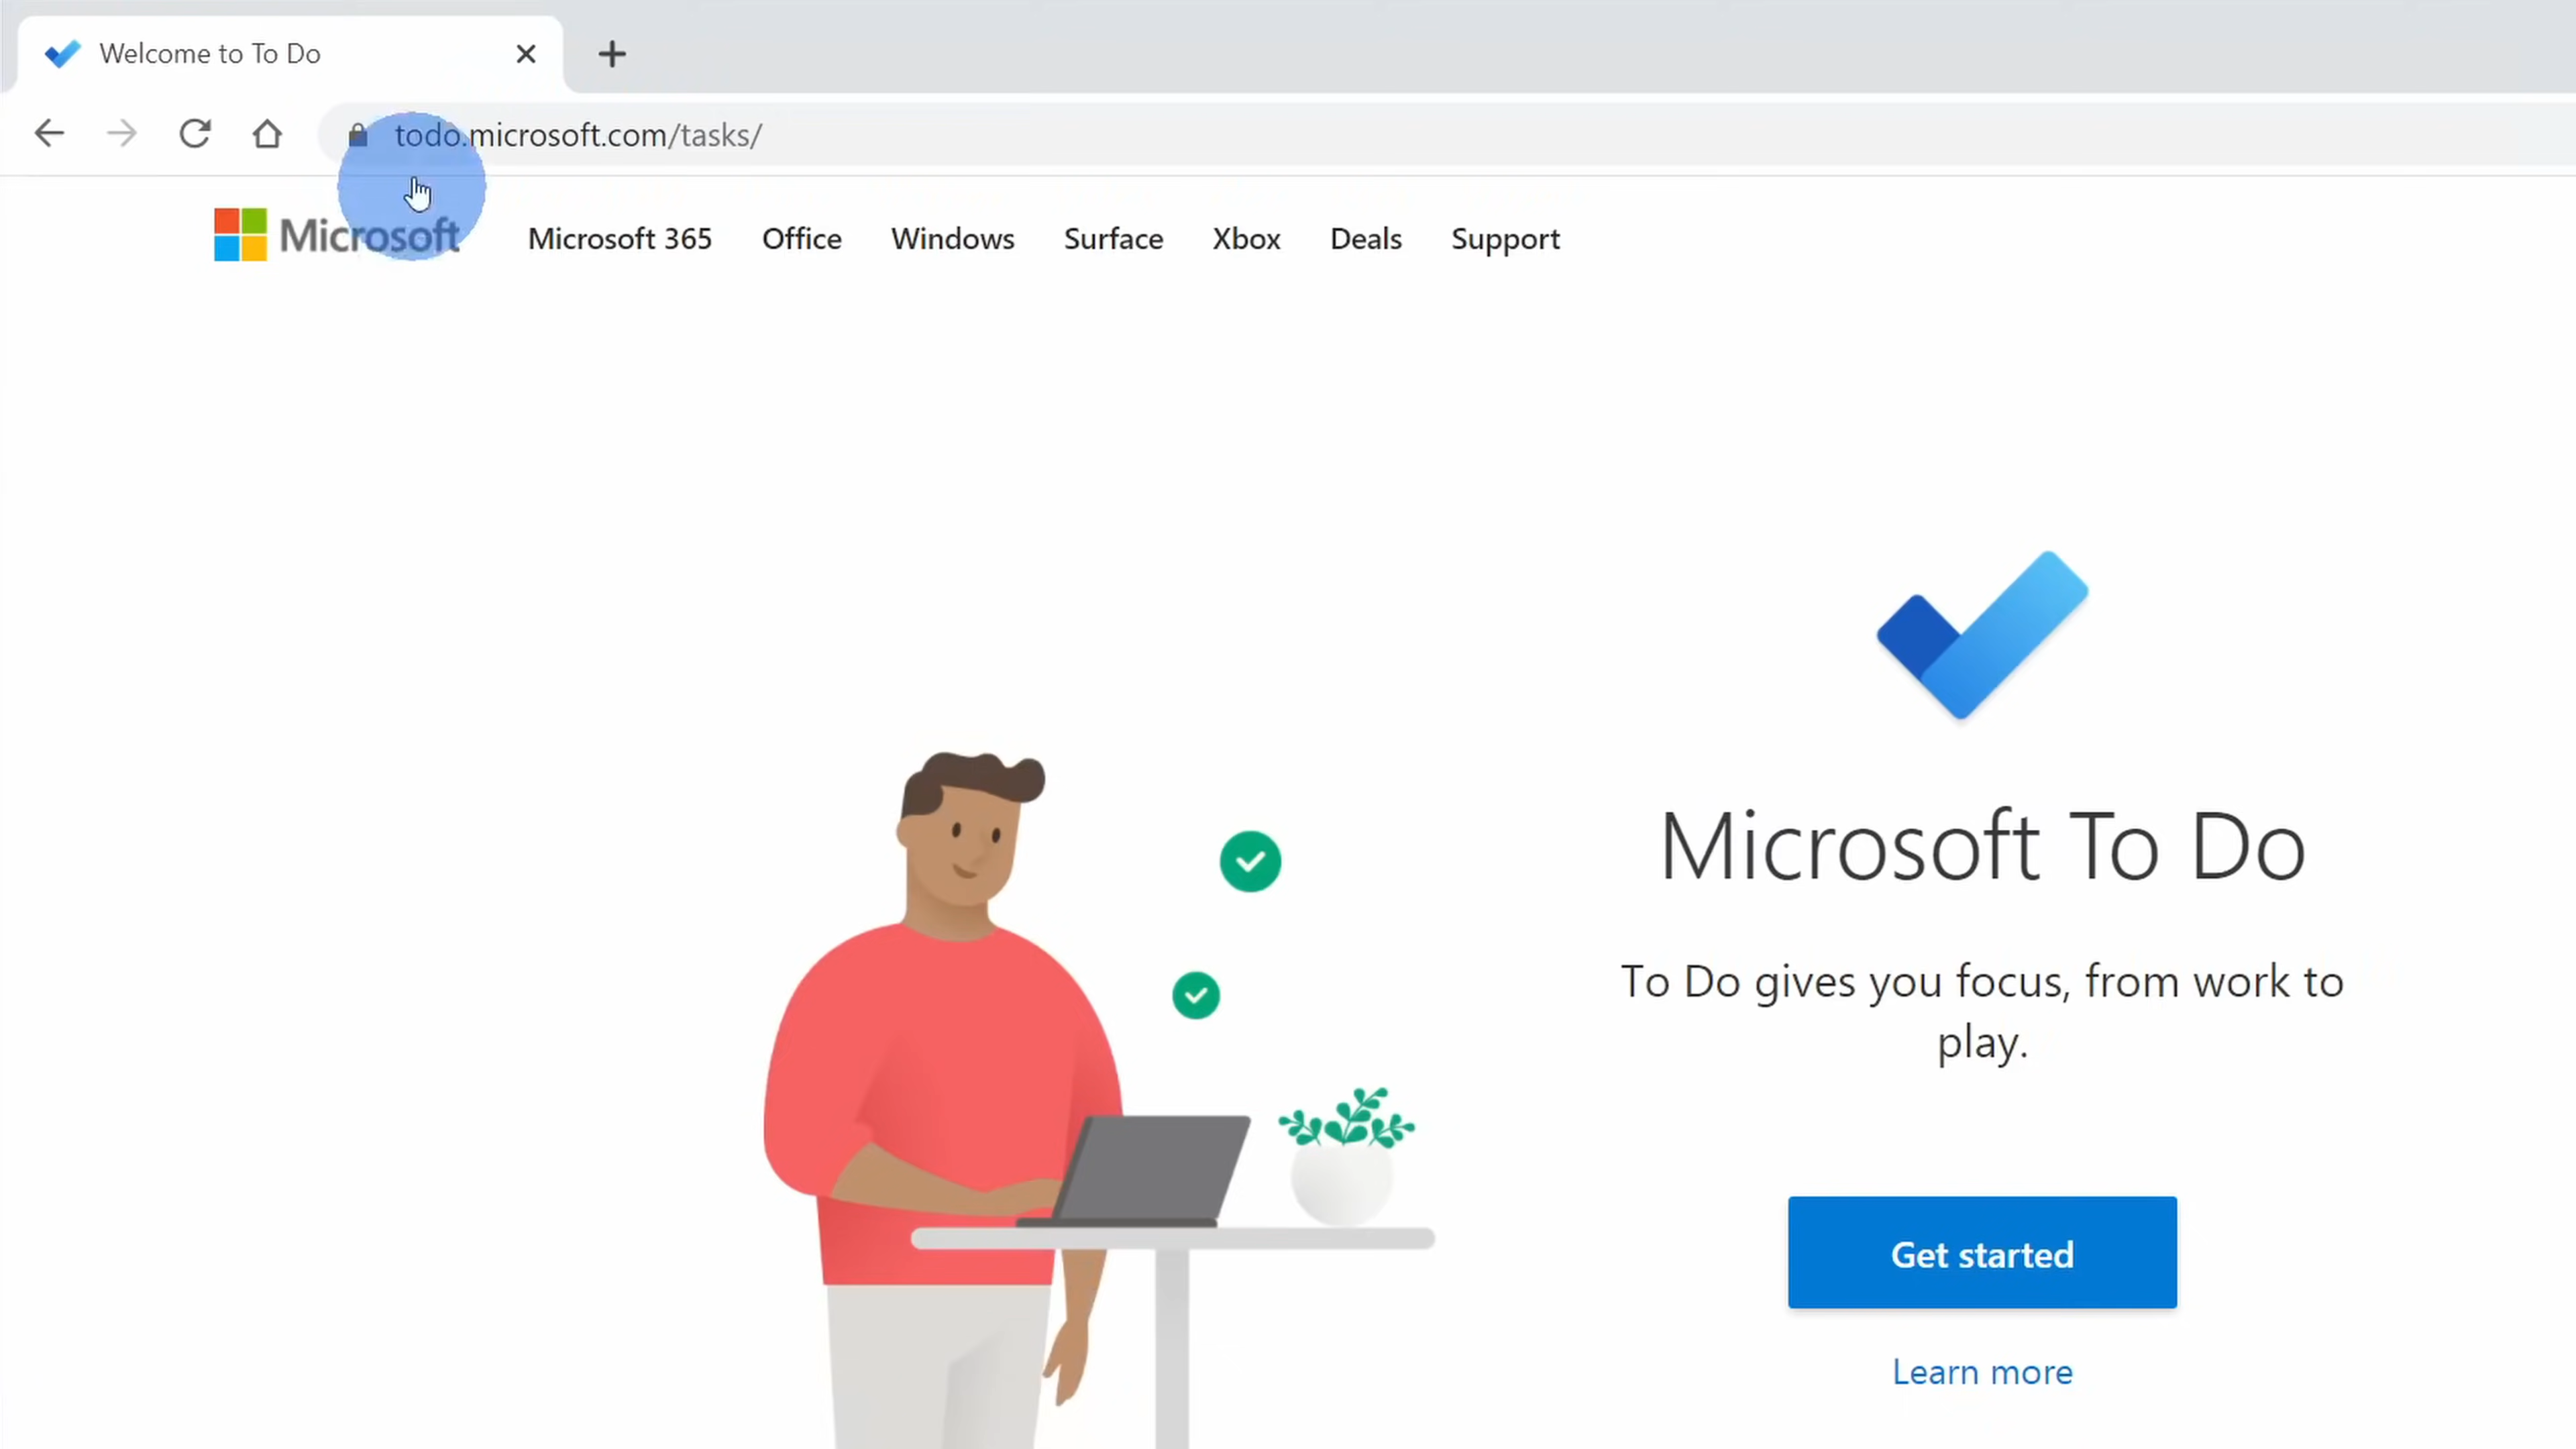 Welcome to To Do
todo.microsoft.com/tasks/
Microsoft
Microsoft 365 Office Windows Surface Xbox Deals Support
Microsoft To Do
To Do gives you focus, from work to
play.
Get started
Learn more